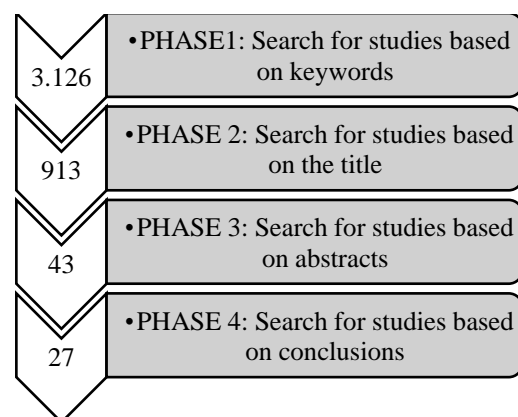 •PHASE1: Search for studies based
on keywords
3.126
•PHASE 2: Search for studies based
on the title
913
•PHASE 3: Search for studies based
on abstracts
43
•PHASE 4: Search for studies based
on conclusions
27